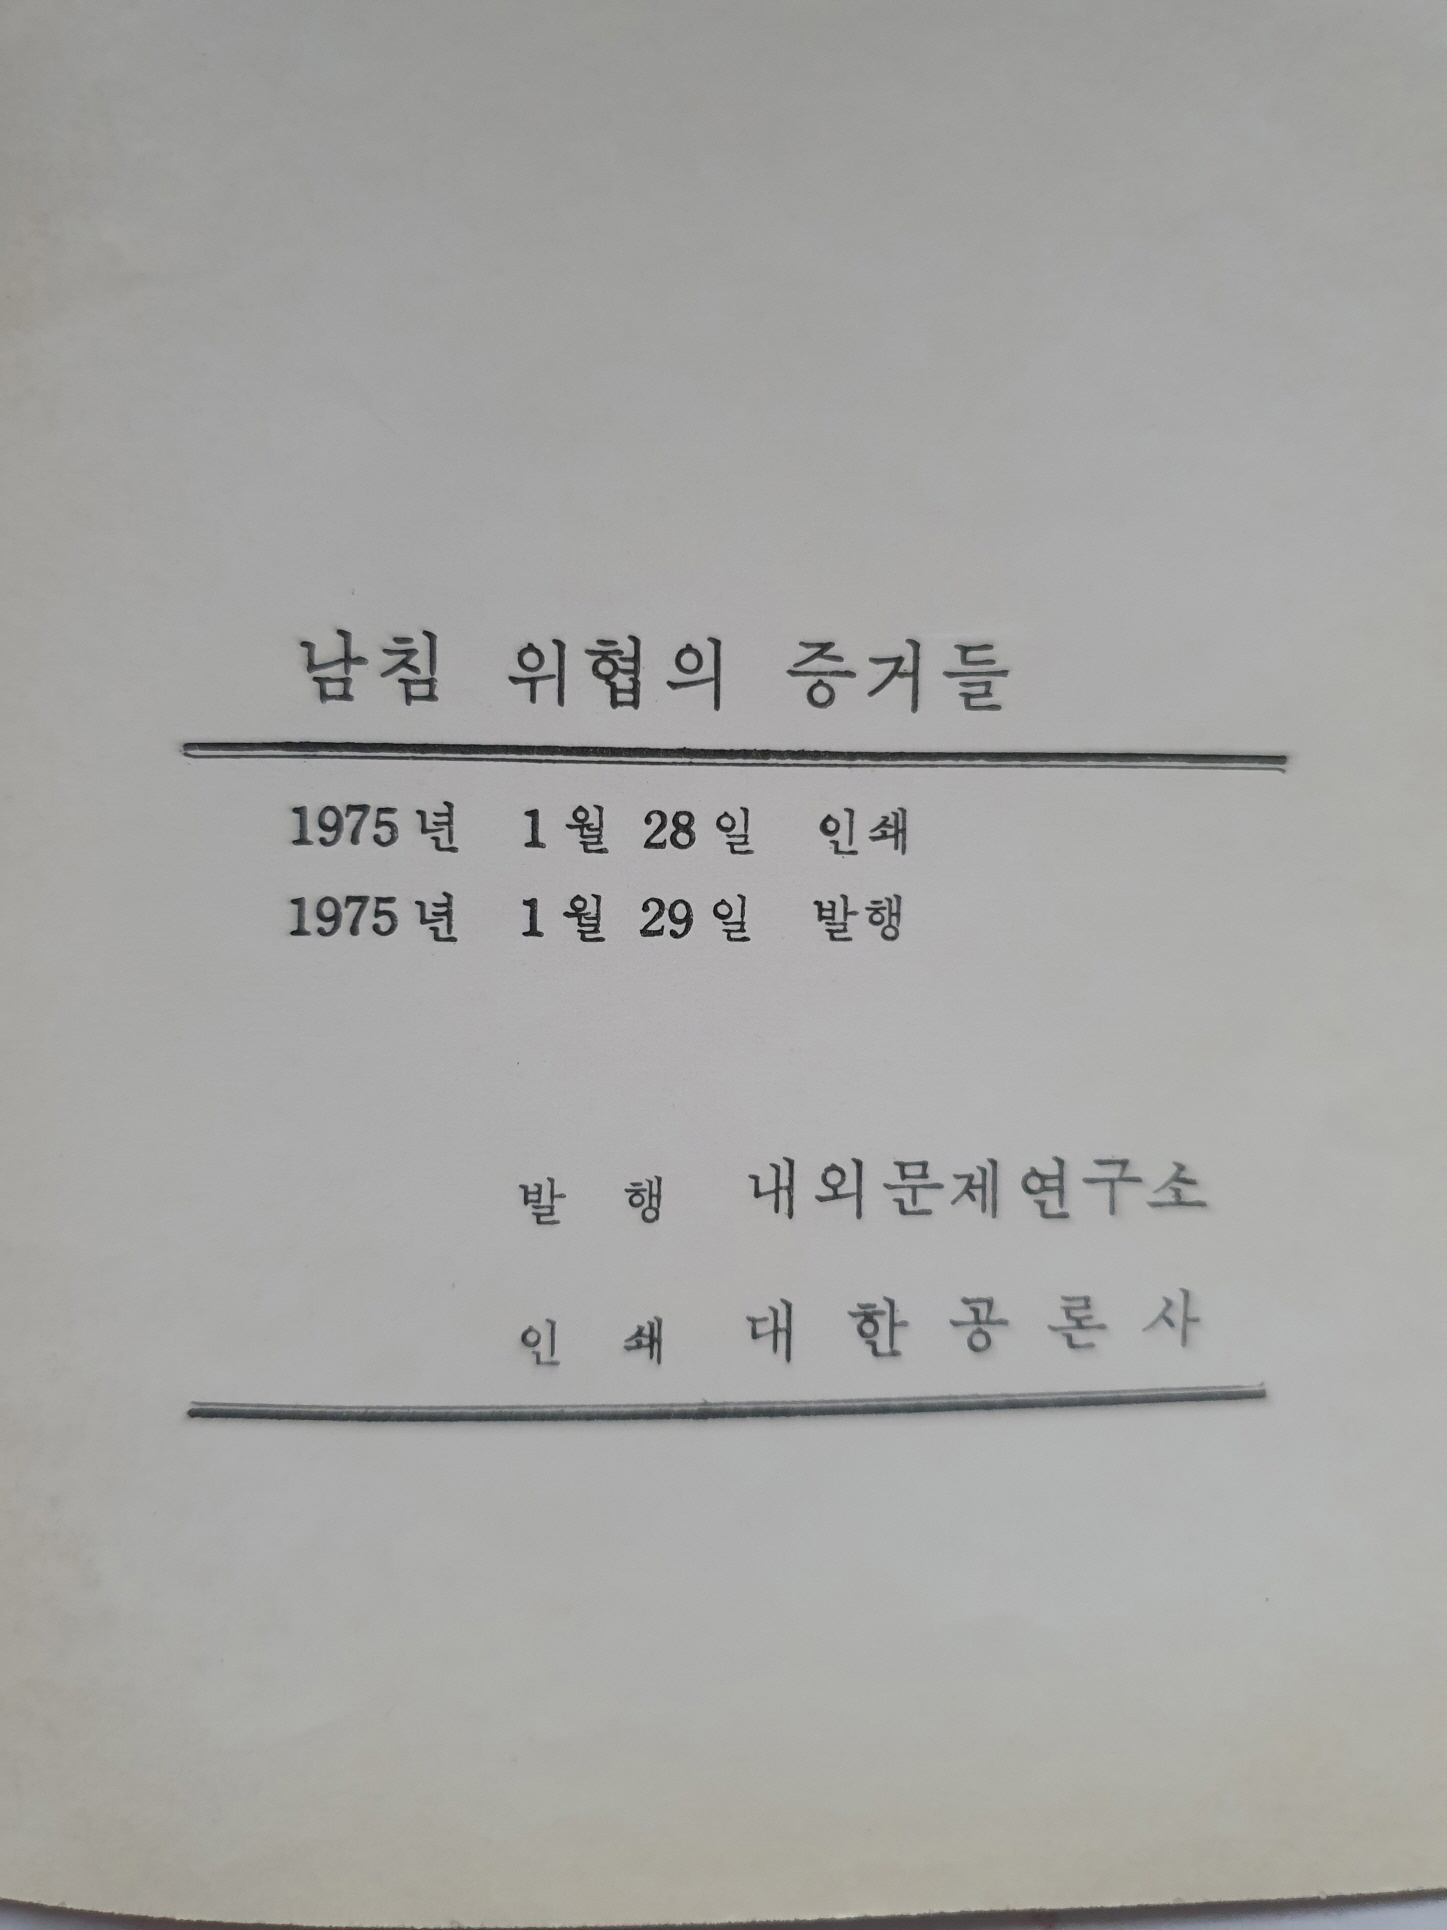 남침 위협의 증거들
1975년 1월 28일 인쇄
1975년 1월 29일 발행
발 행 내외문제연구소
인 쇄 대 한 공 론 사